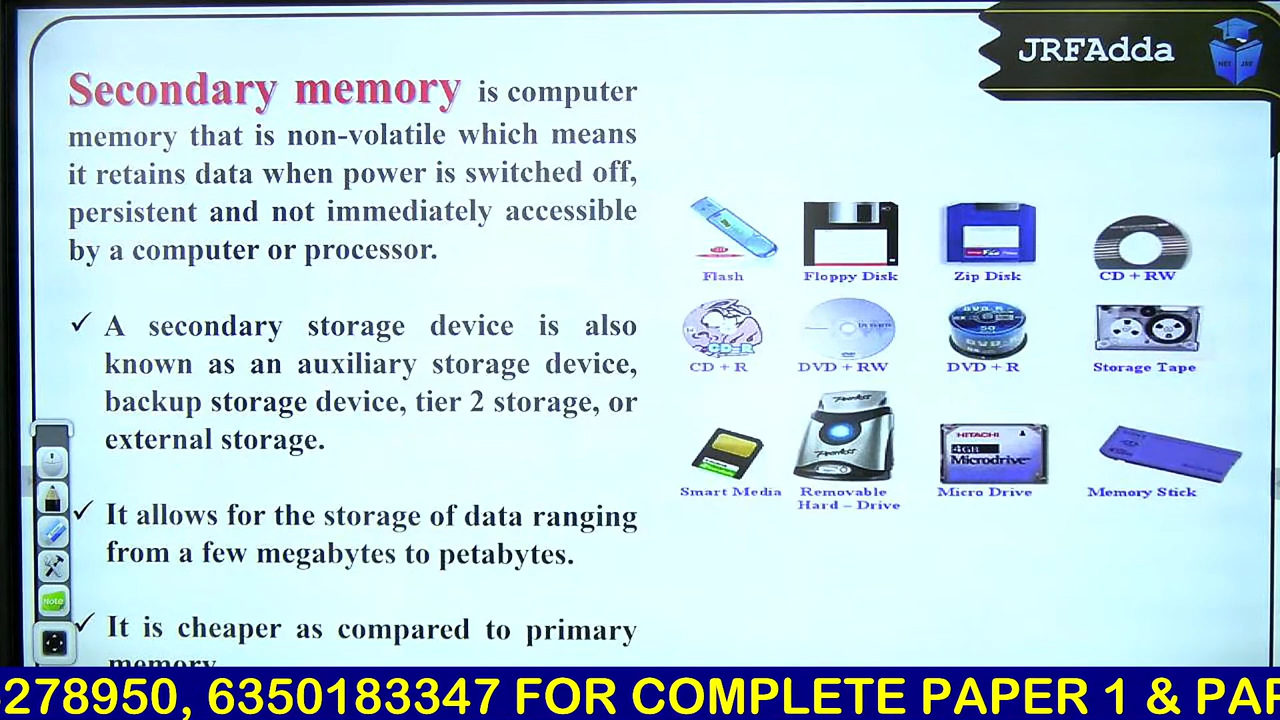 JRFAdda
NET JRF
Secondary memory is computer
memory that is non-volatile which means
it retains data when power is switched off,
persistent and not immediately accessible
by a computer or processor.
✓ A secondary storage device is also
known as an auxiliary storage device,
backup storage device, tier 2 storage, or
external storage.
✓ It allows for the storage of data ranging
from a few megabytes to petabytes.
✓ It is cheaper as compared to primary
memory
Flash
Floppy Disk
Zip Disk
CD + RW
CD + R
DVD + RW
DVD + R
Storage Tape
HITACHI
4GB
Microdrive
Smart Media
Removable
Hard – Drive
Micro Drive
Memory Stick
Note
278950, 6350183347 FOR COMPLETE PAPER 1 & PAP